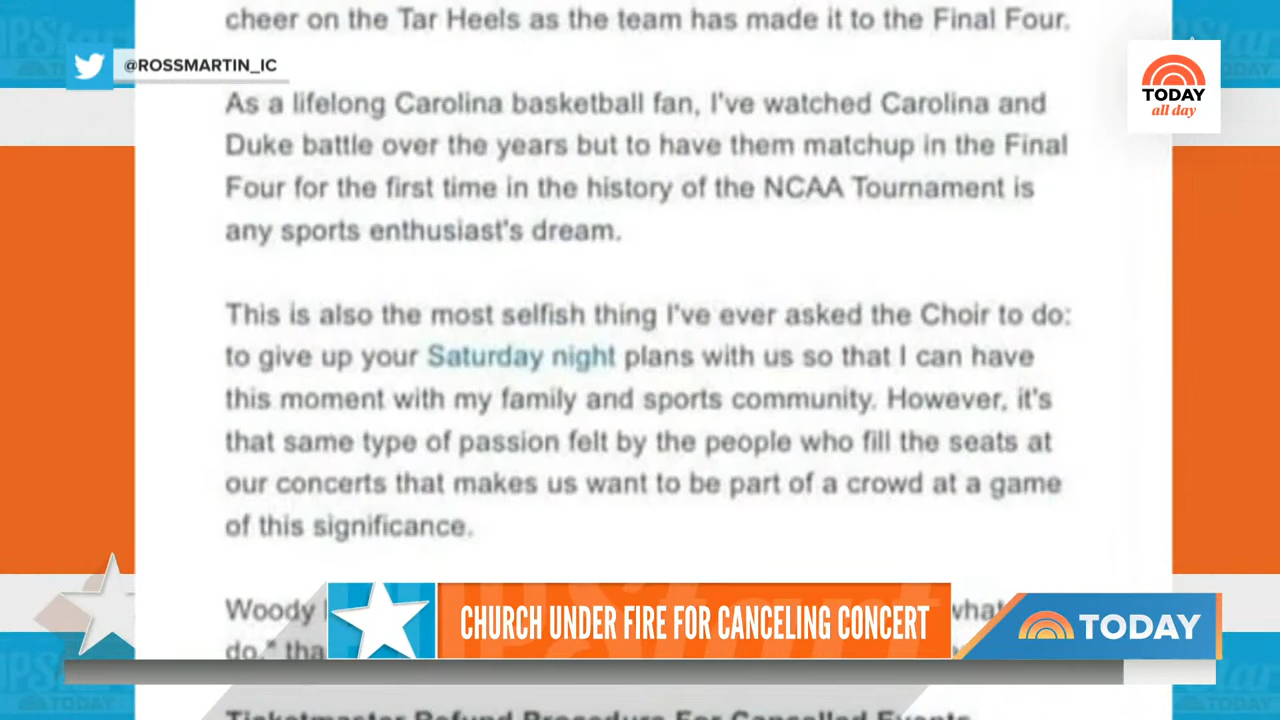 cheer on the Tar Heels as the team has made it to the Final Four.
@ROSSMARTIN_IC
TODAY
all day
As a lifelong Carolina basketball fan, I've watched Carolina and
Duke battle over the years but to have them matchup in the Final
Four for the first time in the history of the NCAA Tournament is
any sports enthusiast's dream.
This is also the most selfish thing I've ever asked the Choir to do:
to give up your Saturday night plans with us so that I can have
this moment with my family and sports community. However, it's
that same type of passion felt by the people who fill the seats at
our concerts that makes us want to be part of a crowd at a game
of this significance.
Woody
CHURCH UNDER FIRE FOR CANCELING CONCERT
TODAY
do,"
Ticketmaster Refund Procedure For Cancelled Events